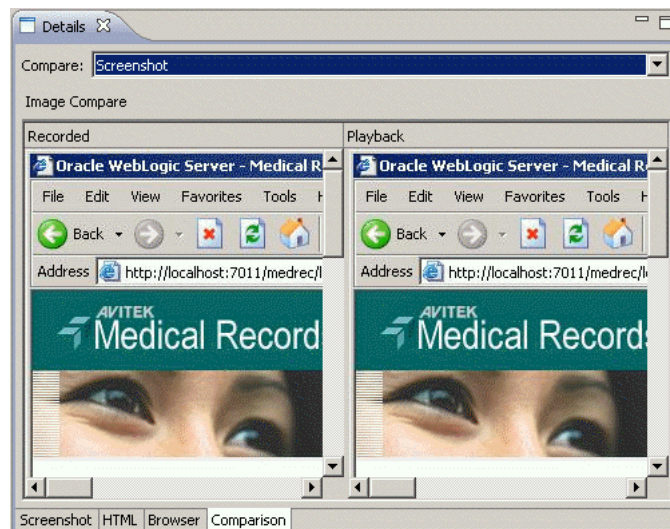 Details
Compare: Screenshot
Image Compare
Recorded
Playback
Oracle WebLogic Server - Medical R
File Edit View Favorites Tools H
Back
Address http://localhost:7011/medrec/l
AVITEK
Medical Record
Oracle WebLogic Server - Medical R
File Edit View Favorites Tools H
Back
Address http://localhost:7011/medrec/l
AVITEK
Medical Records
Screenshot HTML Browser Comparison